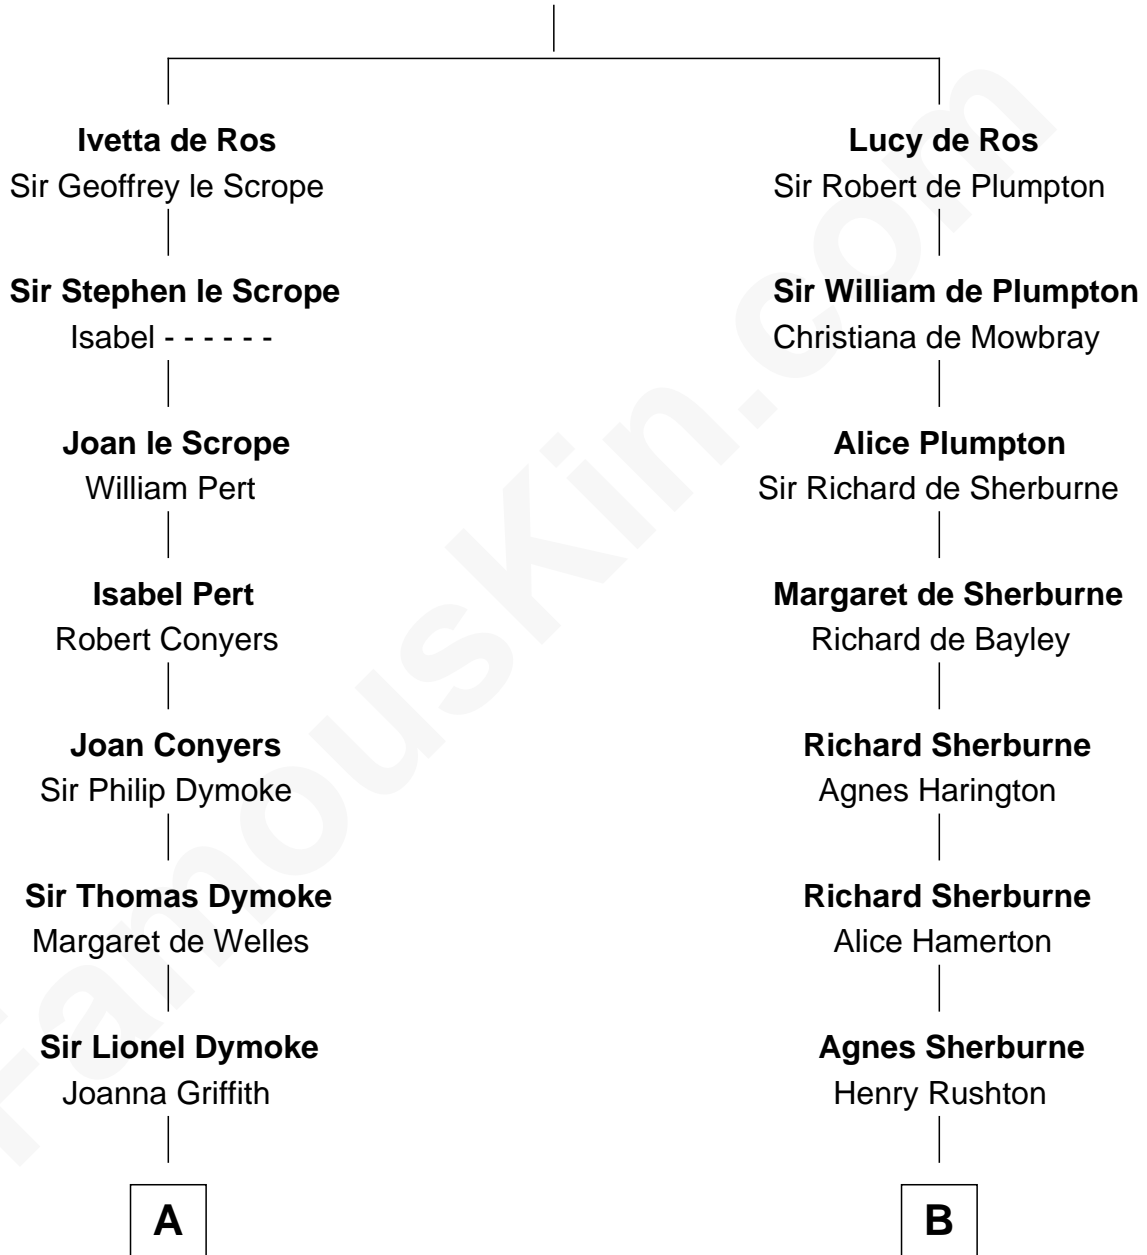 Ivetta de Ros
Sir Geoffrey le Scrope
Sir Stephen le Scrope
Isabel - - - - - -
Joan le Scrope
William Pert
Isabel Pert
Robert Conyers
Joan Conyers
Sir Philip Dymoke
Sir Thomas Dymoke
Margaret de Welles
Sir Lionel Dymoke
Joanna Griffith
A
Lucy de Ros
Sir Robert de Plumpton
Sir William de Plumpton
Christiana de Mowbray
Alice Plumpton
Sir Richard de Sherburne
Margaret de Sherburne
Richard de Bayley
Richard Sherburne
Agnes Harington
Richard Sherburne
Alice Hamerton
Agnes Sherburne
Henry Rushton
B
FamousKin.com